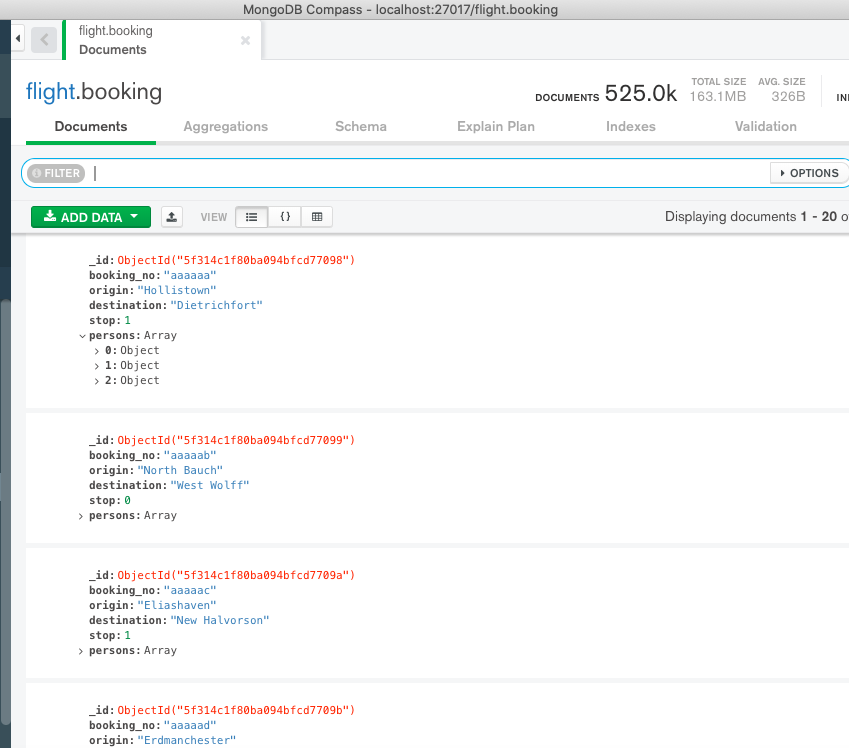 MongoDB Compass - localhost:27017/flight.booking
flight.booking
Documents
flight.booking
DOCUMENTS 525.0k
TOTAL SIZE
163.1MB
AVG. SIZE
326B
Documents Aggregations Schema Explain Plan Indexes Validation
FILTER
OPTIONS
ADD DATA VIEW { } Displaying documents 1 - 20
_id:ObjectId("5f314c1f80ba094bfcd77098")
booking_no:"aaaaaa"
origin:"Hollistown"
destination:"Dietrichfort"
stop:1
persons:Array
0:Object
1:Object
2:Object
_id:ObjectId("5f314c1f80ba094bfcd77099")
booking_no:"aaaaab"
origin:"North Bauch"
destination:"West Wolff"
stop:0
persons:Array
_id:ObjectId("5f314c1f80ba094bfcd7709a")
booking_no:"aaaaac"
origin:"Eliashaven"
destination:"New Halvorson"
stop:1
persons:Array
_id:ObjectId("5f314c1f80ba094bfcd7709b")
booking_no:"aaaaad"
origin:"Erdmanchester"